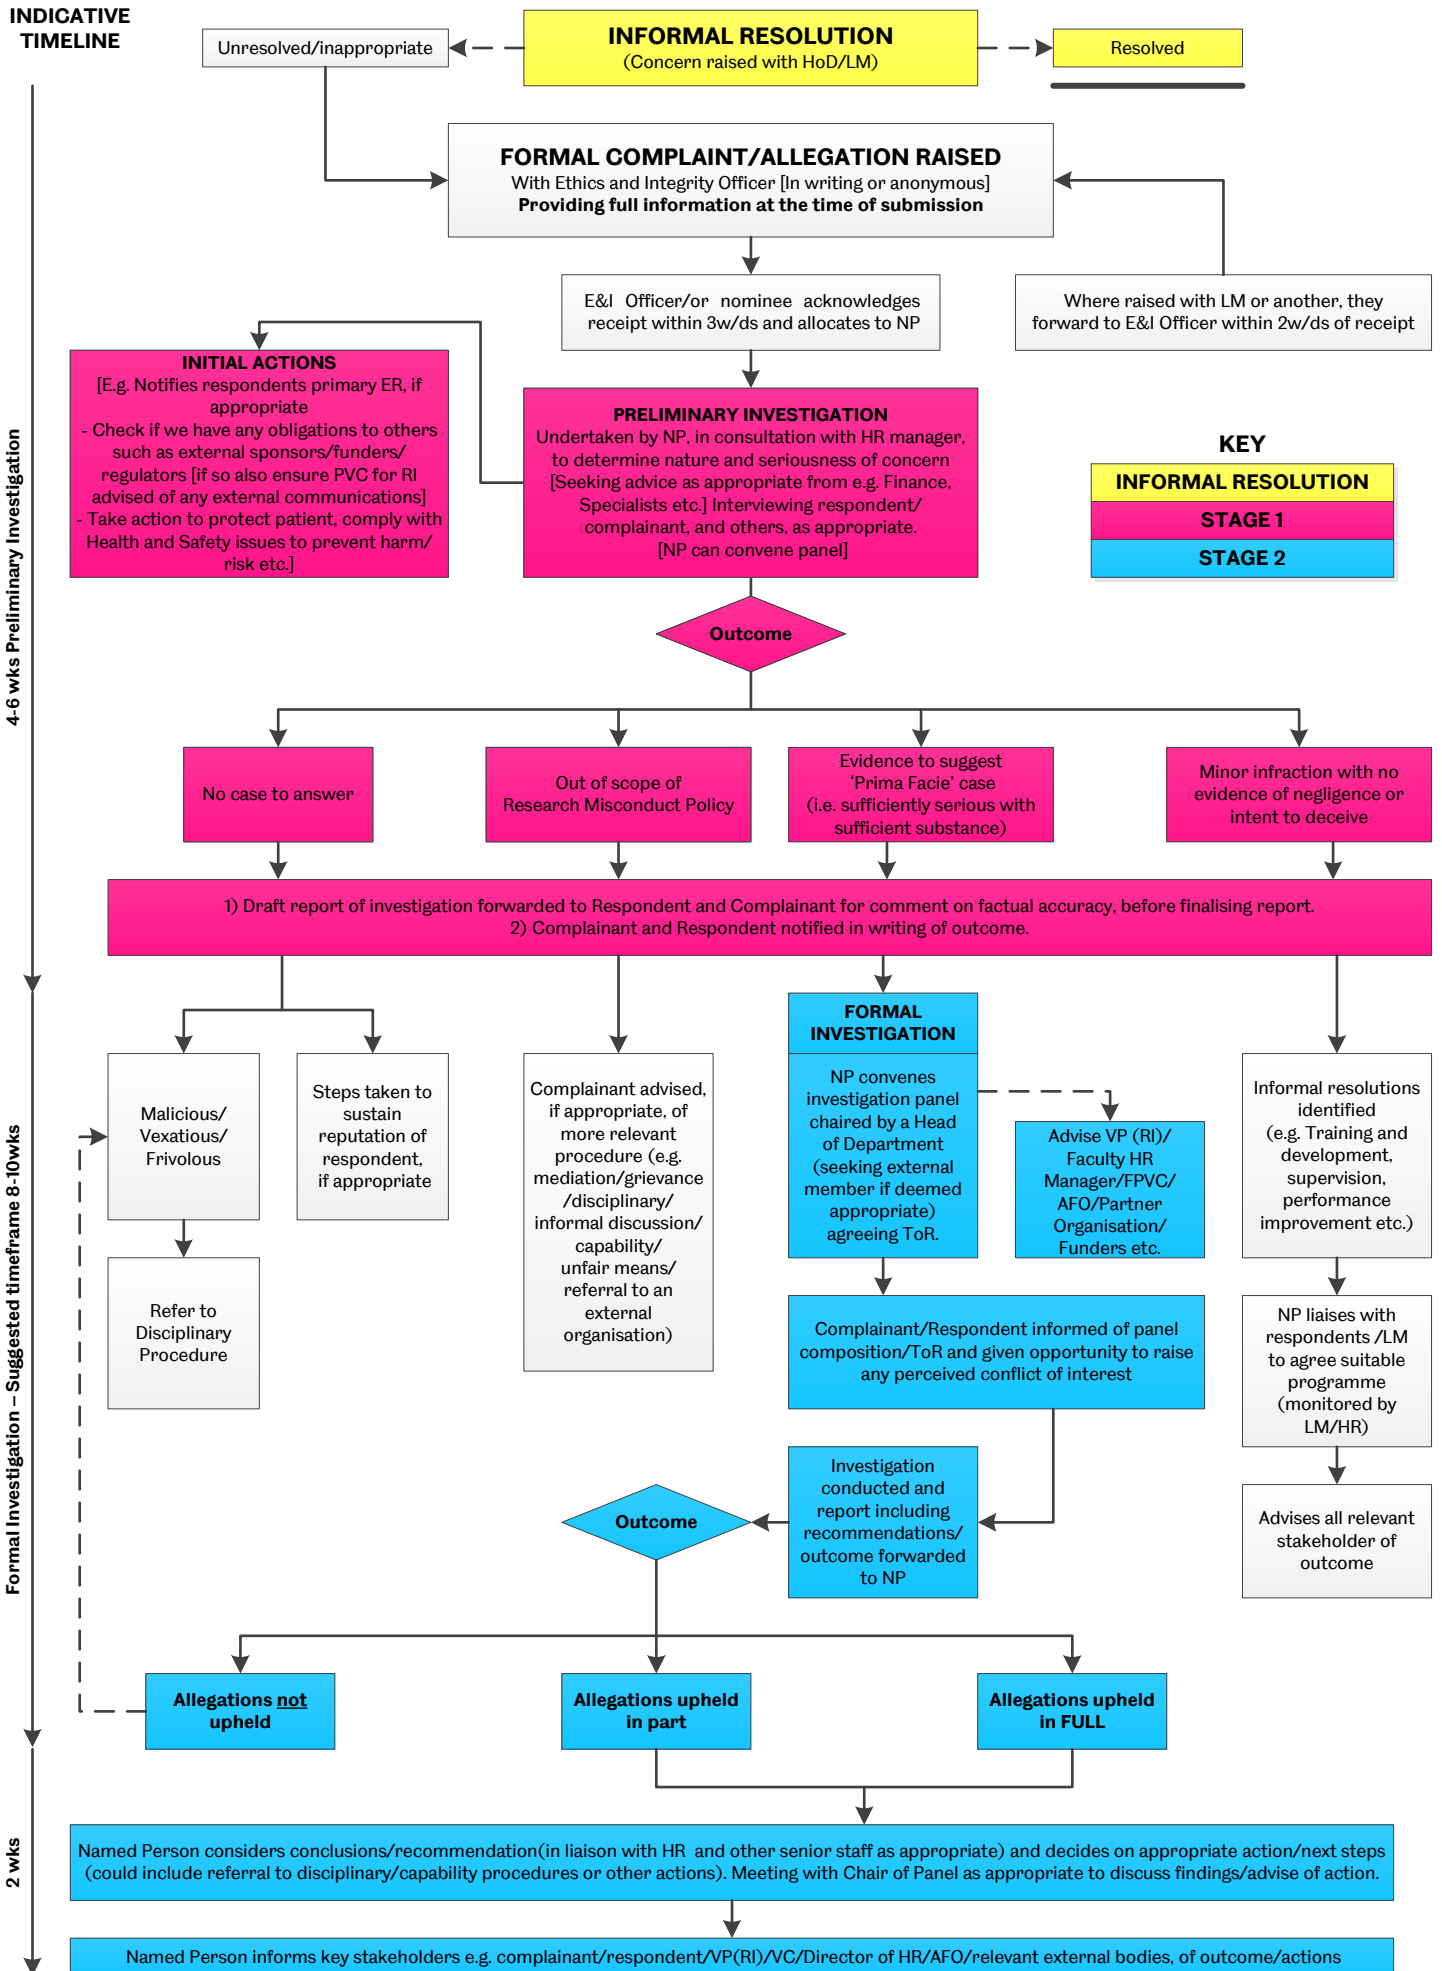 INDICATIVE
TIMELINE
Unresolved/inappropriate
INFORMAL RESOLUTION
(Concern raised with HoD/LM)
Resolved
FORMAL COMPLAINT/ALLEGATION RAISED
With Ethics and Integrity Officer [In writing or anonymous]
Providing full information at the time of submission
E&I Officer/or nominee acknowledges
receipt within 3w/ds and allocates to NP
Where raised with LM or another, they
forward to E&I Officer within 2w/ds of receipt
4-6 wks Preliminary Investigation
INITIAL ACTIONS
[E.g. Notifies respondents primary ER, if
appropriate
- Check if we have any obligations to others
such as external sponsors/funders/
regulators [if so also ensure PVC for RI
advised of any external communications]
- Take action to protect patient, comply with
Health and Safety issues to prevent harm/
risk etc.]
PRELIMINARY INVESTIGATION
Undertaken by NP, in consultation with HR manager,
to determine nature and seriousness of concern
[Seeking advice as appropriate from e.g. Finance,
Specialists etc.] Interviewing respondent/
complainant, and others, as appropriate.
[NP can convene panel]
KEY
INFORMAL RESOLUTION
STAGE 1
STAGE 2
Outcome
No case to answer
Out of scope of
Research Misconduct Policy
Evidence to suggest
‘Prima Facie’ case
(i.e. sufficiently serious with
sufficient substance)
Minor infraction with no
evidence of negligence or
intent to deceive
1) Draft report of investigation forwarded to Respondent and Complainant for comment on factual accuracy, before finalising report.
2) Complainant and Respondent notified in writing of outcome.
Formal Investigation – Suggested timeframe 8-10wks
Malicious/
Vexatious/
Frivolous
Steps taken to
sustain
reputation of
respondent,
if appropriate
Refer to
Disciplinary
Procedure
Complainant advised,
if appropriate, of
more relevant
procedure (e.g.
mediation/grievance
/disciplinary/
informal discussion/
capability/
unfair means/
referral to an
external
organisation)
FORMAL
INVESTIGATION
NP convenes
investigation panel
chaired by a Head
of Department
(seeking external
member if deemed
appropriate)
agreeing ToR.
Advise VP (RI)/
Faculty HR
Manager/FPVC/
AFO/Partner
Organisation/
Funders etc.
Informal resolutions
identified
(e.g. Training and
development,
supervision,
performance
improvement etc.)
Complainant/Respondent informed of panel
composition/ToR and given opportunity to raise
any perceived conflict of interest
NP liaises with
respondents /LM
to agree suitable
programme
(monitored by
LM/HR)
Investigation
conducted and
report including
recommendations/
outcome forwarded
to NP
Outcome
Advises all relevant
stakeholder of
outcome
Allegations not
upheld
Allegations upheld
in part
Allegations upheld
in FULL
2 wks
Named Person considers conclusions/recommendation(in liaison with HR and other senior staff as appropriate) and decides on appropriate action/next steps
(could include referral to disciplinary/capability procedures or other actions). Meeting with Chair of Panel as appropriate to discuss findings/advise of action.
Named Person informs key stakeholders e.g. complainant/respondent/VP(RI)/VC/Director of HR/AFO/relevant external bodies, of outcome/actions